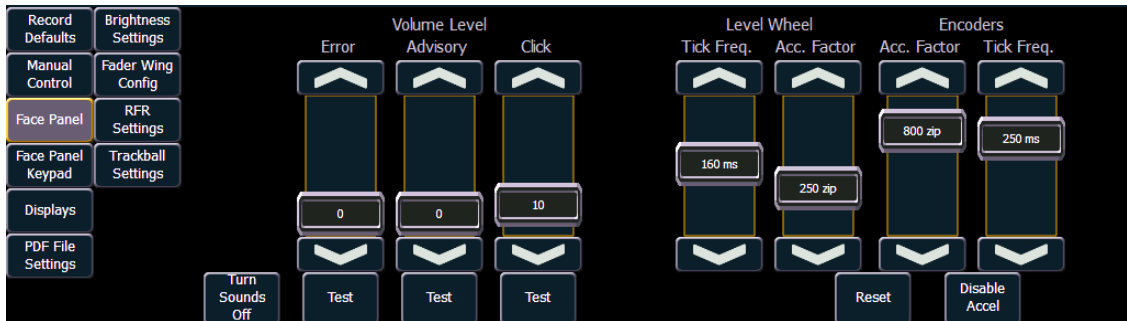 Record
Defaults
Brightness
Settings
Manual
Control
Fader Wing
Config
Face Panel
RFR
Settings
Face Panel
Keypad
Trackball
Settings
Displays
PDF File
Settings
Volume Level
Error Advisory Click
0 0 10
Turn
Sounds
Off
Test Test Test
Level Wheel Encoders
Tick Freq. Acc. Factor Acc. Factor Tick Freq.
160 ms 250 zip 800 zip 250 ms
Reset
Disable
Accel